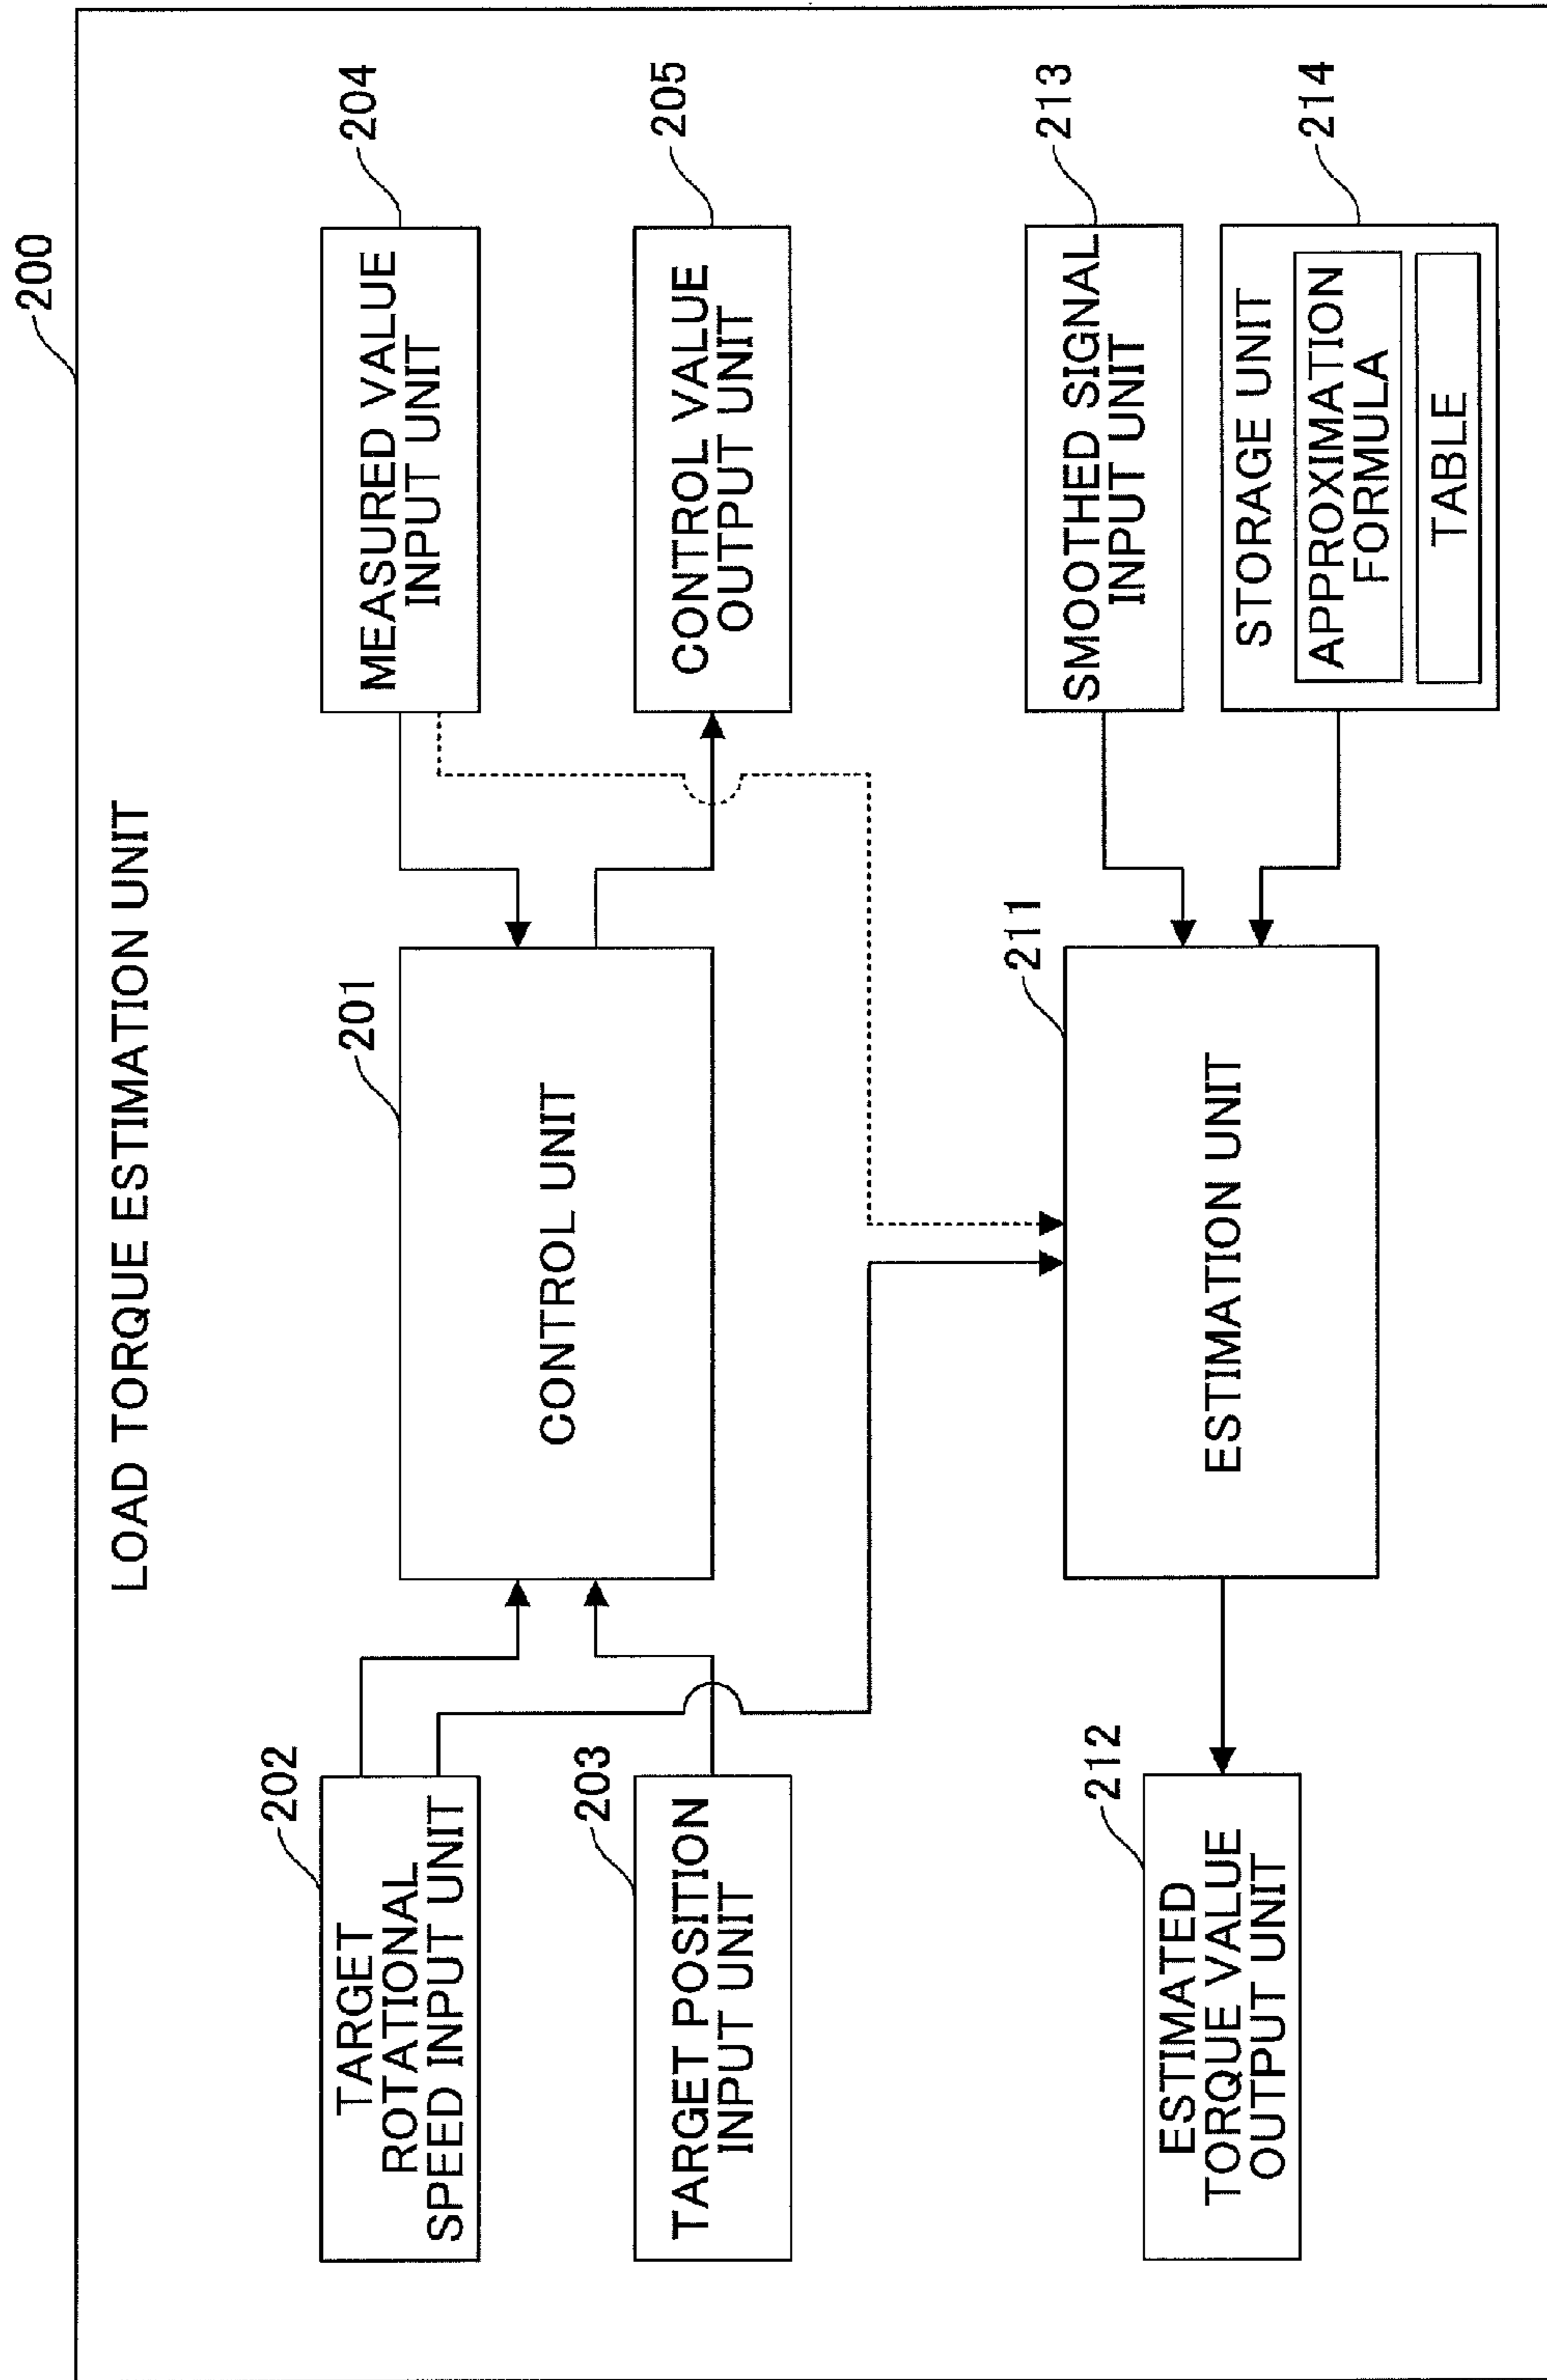 200
LOAD TORQUE ESTIMATION UNIT
202
TARGET
ROTATIONAL
SPEED INPUT UNIT
203
TARGET POSITION
INPUT UNIT
201
CONTROL UNIT
204
MEASURED VALUE
INPUT UNIT
205
CONTROL VALUE
OUTPUT UNIT
212
ESTIMATED
TORQUE VALUE
OUTPUT UNIT
211
ESTIMATION UNIT
213
SMOOTHED SIGNAL
INPUT UNIT
214
STORAGE UNIT
APPROXIMATION
FORMULA
TABLE